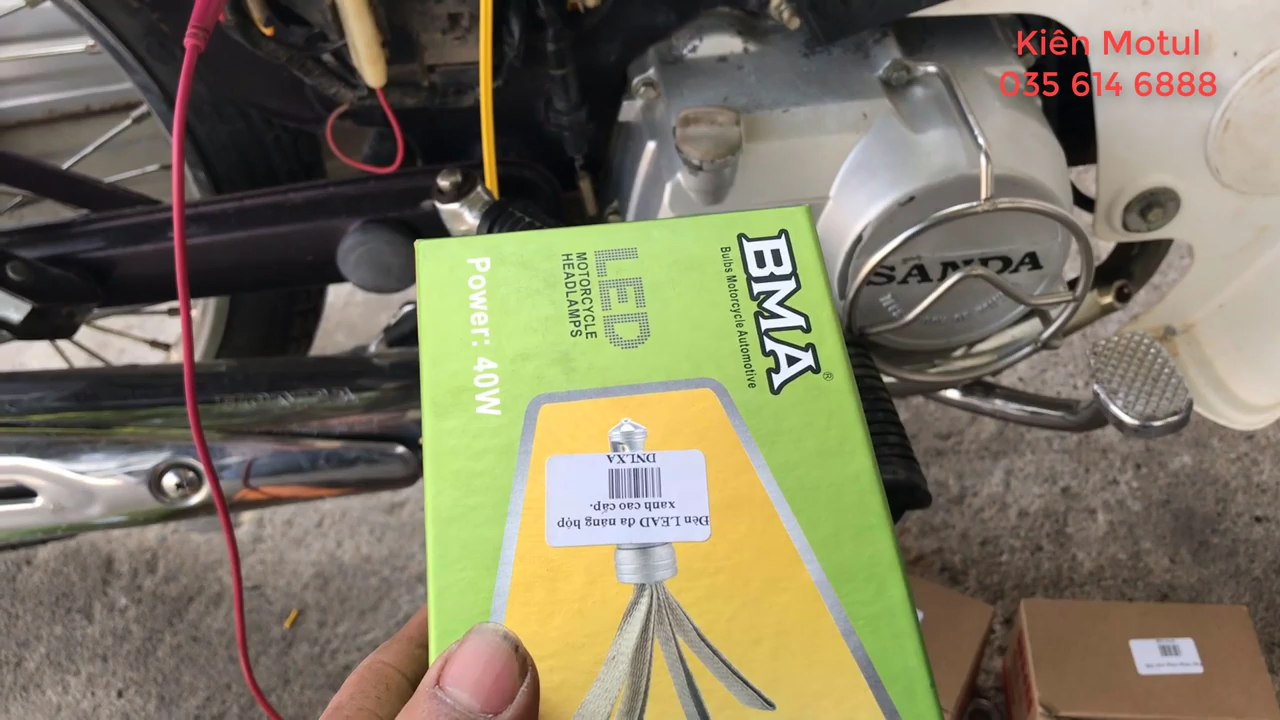 Kiên Motul
035 614 6888
BMA®
Bulbs Motorcycle Automotive
LED
MOTORCYCLE
HEADLAMPS
Power: 40W
Đèn LEAD đa năng hộp
xanh cao cấp.
DNLXA
SANDA